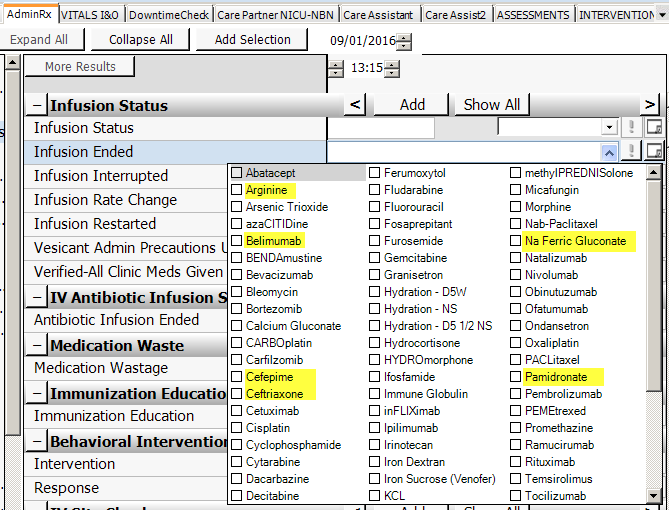 AdminRx VITALS I&O DowntimeCheck Care Partner NICU-NBN Care Assistant Care Assist2 ASSESSMENTS INTERVENTION
Expand All Collapse All Add Selection 09/01/2016
More Results 13:15
Infusion Status < Add Show All >
Infusion Status
Infusion Ended
Infusion Interrupted
Infusion Rate Change
Infusion Restarted
Vesicant Admin Precautions U
Verified-All Clinic Meds Given
IV Antibiotic Infusion S
Antibiotic Infusion Ended
Medication Waste
Medication Wastage
Immunization Educatio
Immunization Education
Behavioral Intervention
Intervention
Response
Abatacept
Arginine
Arsenic Trioxide
azaCITIDine
Belimumab
BENDAmustine
Bevacizumab
Bleomycin
Bortezomib
Calcium Gluconate
CARBOplatin
Carfilzomib
Cefepime
Ceftriaxone
Cetuximab
Cisplatin
Cyclophosphamide
Cytarabine
Dacarbazine
Decitabine
Ferumoxytol
Fludarabine
Fluorouracil
Fosaprepitant
Furosemide
Gemcitabine
Granisetron
Hydration - D5W
Hydration - NS
Hydration - D5 1/2 NS
Hydrocortisone
HYDROmorphone
Ifosfamide
Immune Globulin
inFLIXimab
Ipilimumab
Irinotecan
Iron Dextran
Iron Sucrose (Venofer)
KCL
methylPREDNISolone
Micafungin
Morphine
Nab-Paclitaxel
Na Ferric Gluconate
Natalizumab
Nivolumab
Obinutuzumab
Ofatumumab
Ondansetron
Oxaliplatin
PACLitaxel
Pamidronate
Pembrolizumab
PEMEtrexed
Promethazine
Ramucirumab
Rituximab
Temsirolimus
Tocilizumab